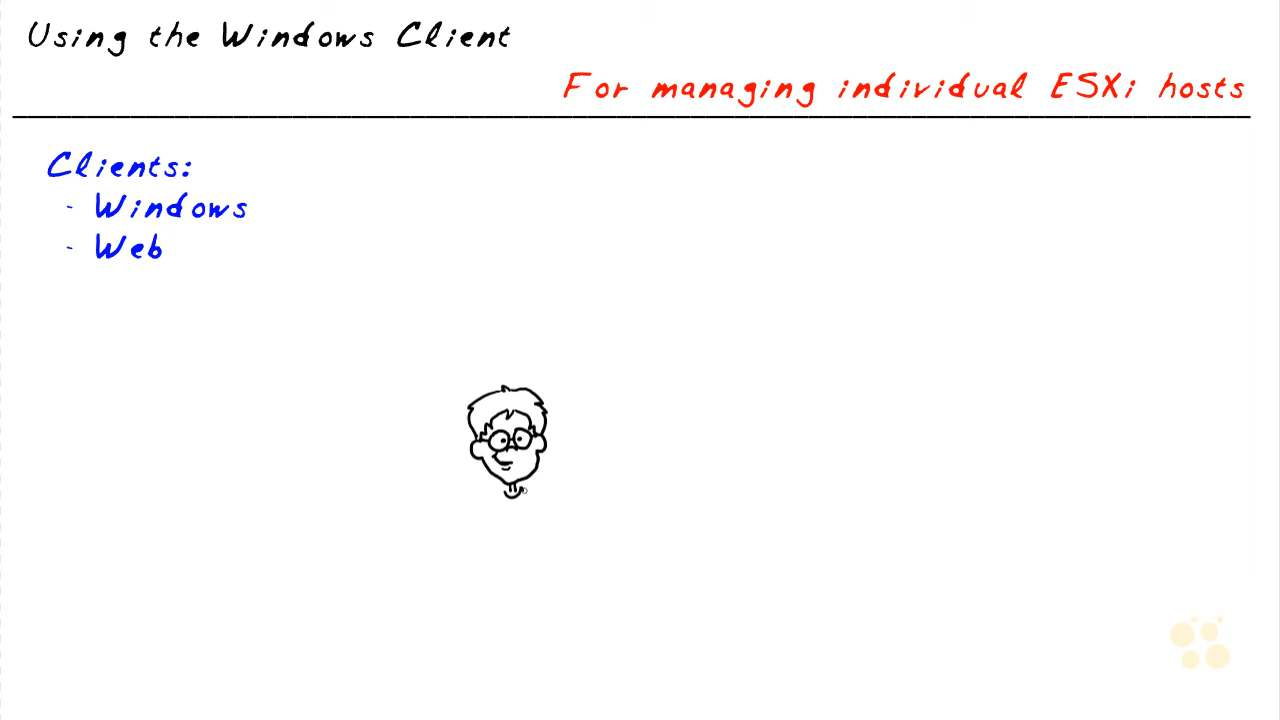 Using the Windows Client
For managing individual ESXi hosts
Clients:
- Windows
- Web